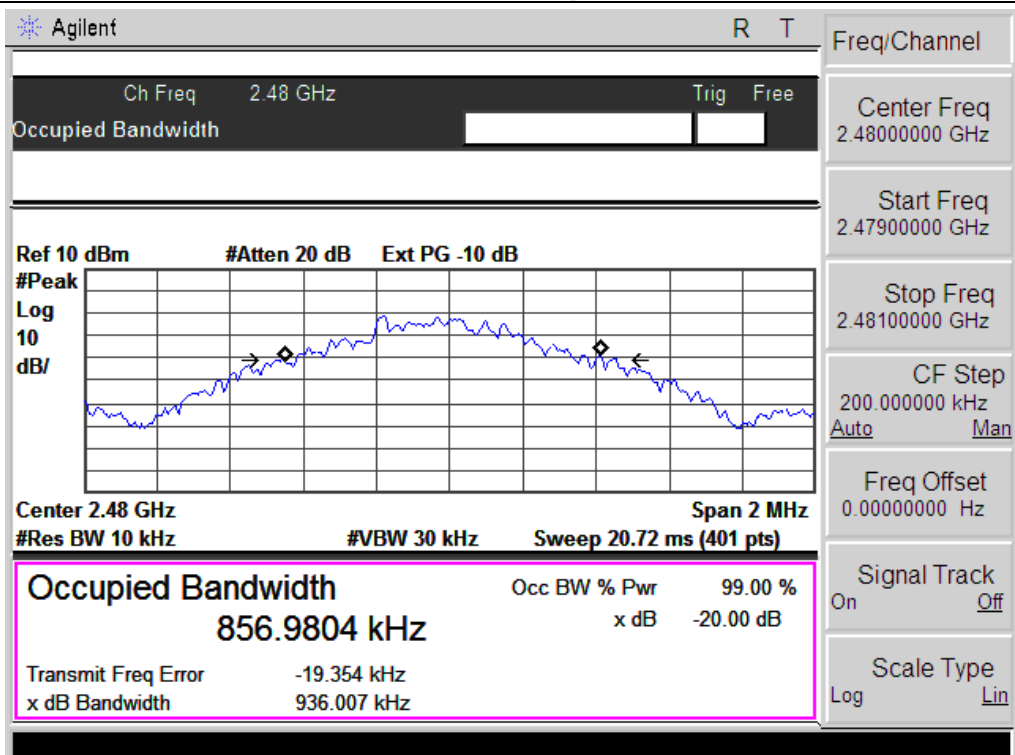 Agilent R T
Ch Freq 2.48 GHz Trig Free
Occupied Bandwidth
Ref 10 dBm #Atten 20 dB Ext PG -10 dB
#Peak
Log
10
dB/
Center 2.48 GHz Span 2 MHz
#Res BW 10 kHz #VBW 30 kHz Sweep 20.72 ms (401 pts)
Occupied Bandwidth Occ BW % Pwr 99.00 %
856.9804 kHz x dB -20.00 dB
Transmit Freq Error -19.354 kHz
x dB Bandwidth 936.007 kHz
Freq/Channel
Center Freq
2.48000000 GHz
Start Freq
2.47900000 GHz
Stop Freq
2.48100000 GHz
CF Step
200.000000 kHz
Auto Man
Freq Offset
0.00000000 Hz
Signal Track
On Off
Scale Type
Log Lin